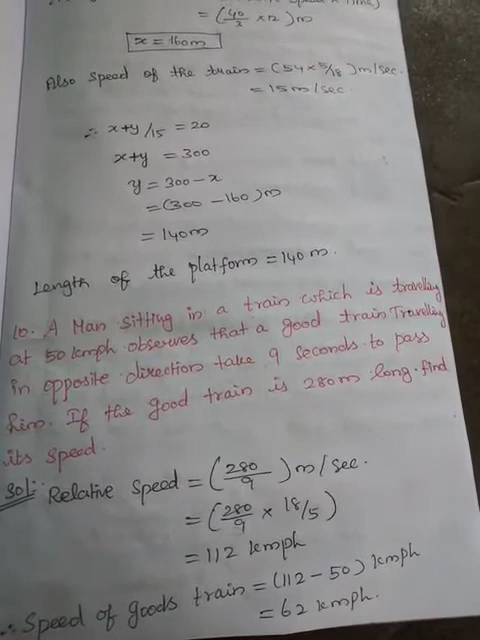 = (40/3 × 12) m
x = 160m
Also Speed of the train = (54 × 5/18) m/sec.
= 15 m/sec.
∴ x+y/15 = 20
x+y = 300
y = 300 - x
= (300 - 160) m
= 140m
Length of the platform = 140 m.
10. A Man Sitting in a train which is travelling
at 50 kmph observes that a good train Travelling
in opposite direction take 9 seconds to pass
him. If the good train is 280m long. find
its speed.
Sol:- Relative Speed = (280/9) m/sec.
= (280/9 × 18/5)
= 112 kmph
∴ Speed of goods train = (112 - 50) kmph
= 62 kmph.